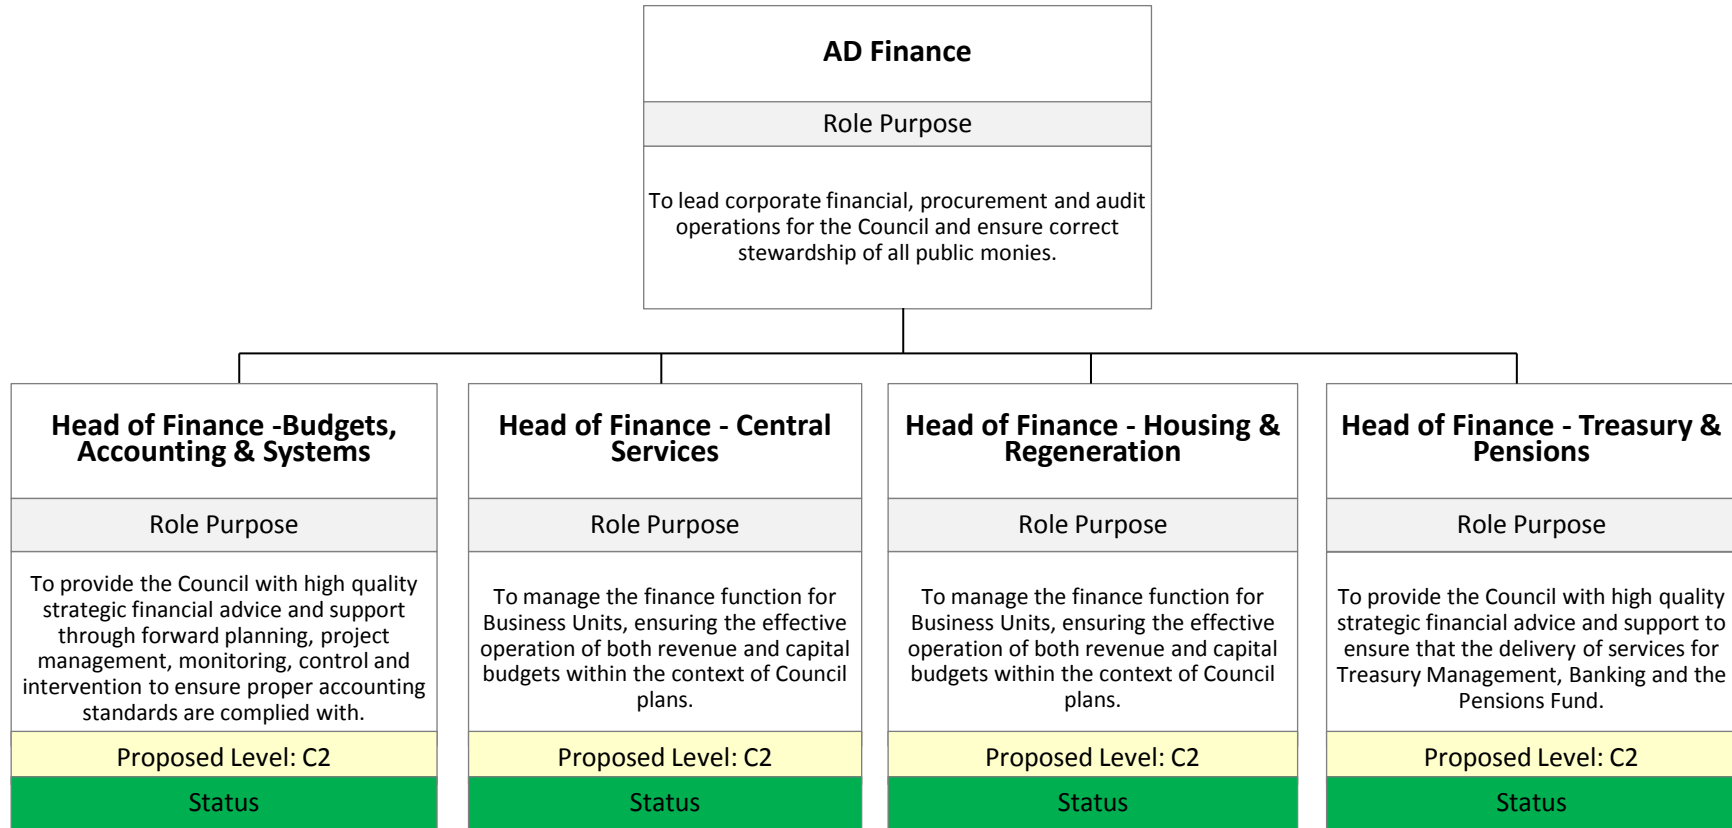 AD Finance
Role Purpose
To lead corporate financial, procurement and audit
operations for the Council and ensure correct
stewardship of all public monies.
Head of Finance -Budgets,
Accounting & Systems
Role Purpose
To provide the Council with high quality
strategic financial advice and support
through forward planning, project
management, monitoring, control and
intervention to ensure proper accounting
standards are complied with.
Proposed Level: C2
Status
Head of Finance - Central
Services
Role Purpose
To manage the finance function for
Business Units, ensuring the effective
operation of both revenue and capital
budgets within the context of Council
plans.
Proposed Level: C2
Status
Head of Finance - Housing &
Regeneration
Role Purpose
To manage the finance function for
Business Units, ensuring the effective
operation of both revenue and capital
budgets within the context of Council
plans.
Proposed Level: C2
Status
Head of Finance - Treasury &
Pensions
Role Purpose
To provide the Council with high quality
strategic financial advice and support to
ensure that the delivery of services for
Treasury Management, Banking and the
Pensions Fund.
Proposed Level: C2
Status